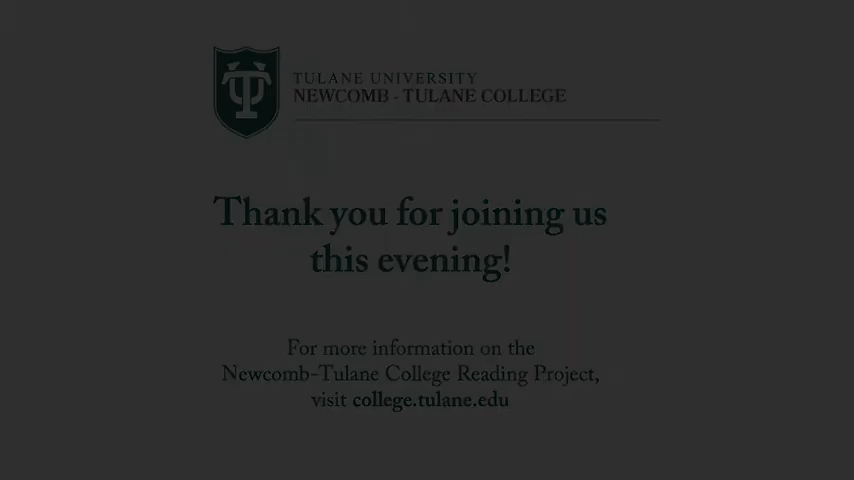 TULANE UNIVERSITY
NEWCOMB - TULANE COLLEGE
Thank you for joining us
this evening!
For more information on the
Newcomb-Tulane College Reading Project,
visit college.tulane.edu